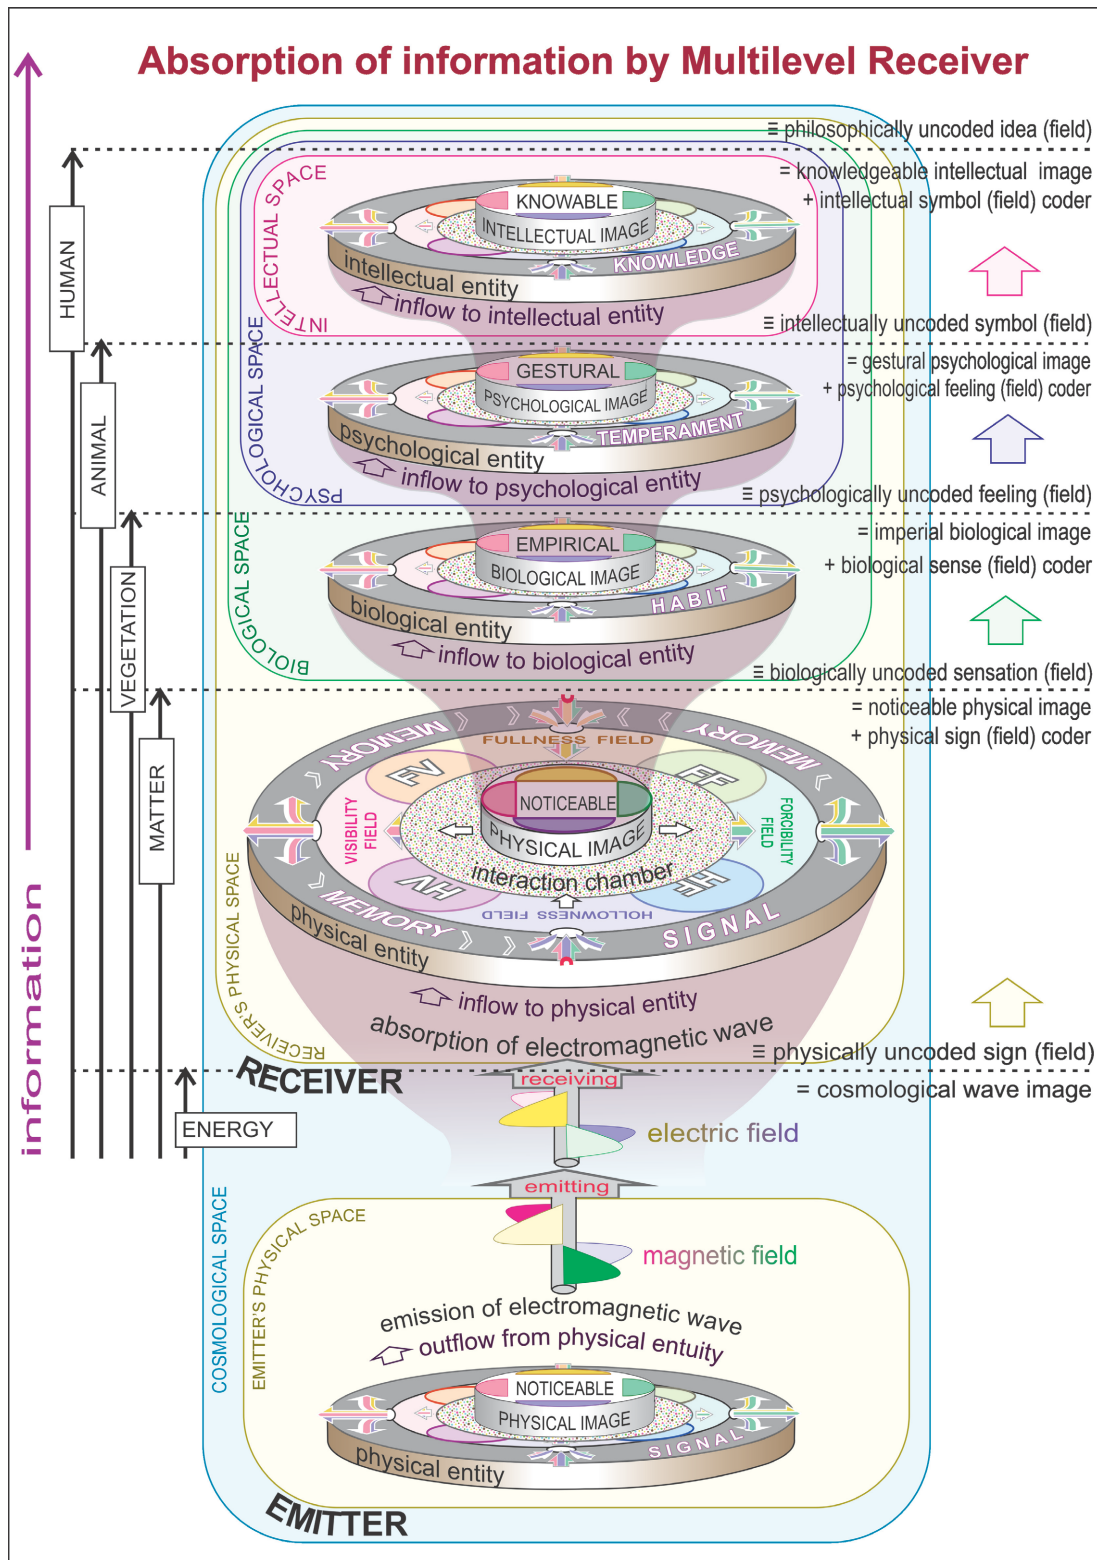 Absorption of information by Multilevel Receiver
≡ philosophically uncoded idea (field)
= knowledgeable intellectual image
+ intellectual symbol (field) coder
INTELLECTUAL SPACE
KNOWABLE
INTELLECTUAL IMAGE
KNOWLEDGE
intellectual entity
inflow to intellectual entity
HUMAN
≡ intellectually uncoded symbol (field)
= gestural psychological image
+ psychological feeling (field) coder
PSYCHOLOGICAL SPACE
GESTURAL
PSYCHOLOGICAL IMAGE
TEMPERAMENT
psychological entity
inflow to psychological entity
ANIMAL
≡ psychologically uncoded feeling (field)
= imperial biological image
+ biological sense (field) coder
BIOLOGICAL SPACE
EMPIRICAL
BIOLOGICAL IMAGE
HABIT
biological entity
inflow to biological entity
VEGETATION
≡ biologically uncoded sensation (field)
= noticeable physical image
+ physical sign (field) coder
MEMORY
MEMORY
FULLNESS FIELD
FV
FF
NOTICEABLE
PHYSICAL IMAGE
VISIBILITY
FIELD
FORCIBILITY
FIELD
interaction chamber
HV
HF
HOLLOWNESS FIELD
MEMORY
SIGNAL
physical entity
inflow to physical entity
absorption of electromagnetic wave
MATTER
RECEIVER'S PHYSICAL SPACE
RECEIVER
≡ physically uncoded sign (field)
= cosmological wave image
information
ENERGY
receiving
electric field
emitting
magnetic field
COSMOLOGICAL SPACE
EMITTER'S PHYSICAL SPACE
emission of electromagnetic wave
outflow from physical entuity
NOTICEABLE
PHYSICAL IMAGE
SIGNAL
physical entity
EMITTER